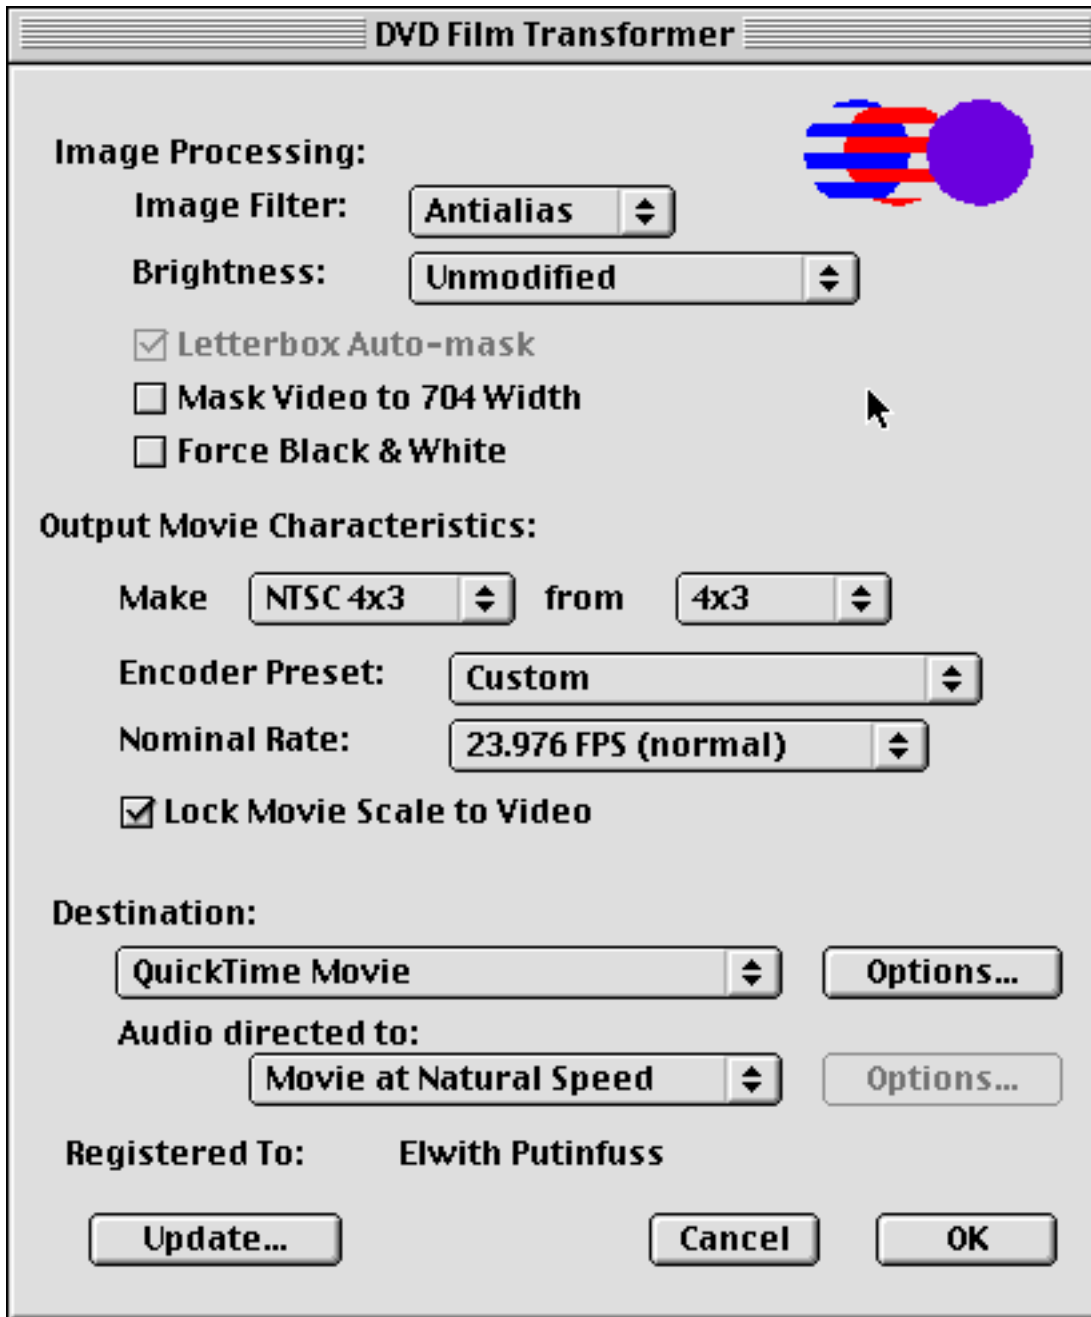 DVD Film Transformer
Image Processing:
Image Filter: Antialias
Brightness: Unmodified
Letterbox Auto-mask
Mask Video to 704 Width
Force Black & White
Output Movie Characteristics:
Make NTSC 4x3 from 4x3
Encoder Preset: Custom
Nominal Rate: 23.976 FPS (normal)
Lock Movie Scale to Video
Destination:
QuickTime Movie Options...
Audio directed to:
Movie at Natural Speed Options...
Registered To: Elwith Putinfuss
Update... Cancel OK